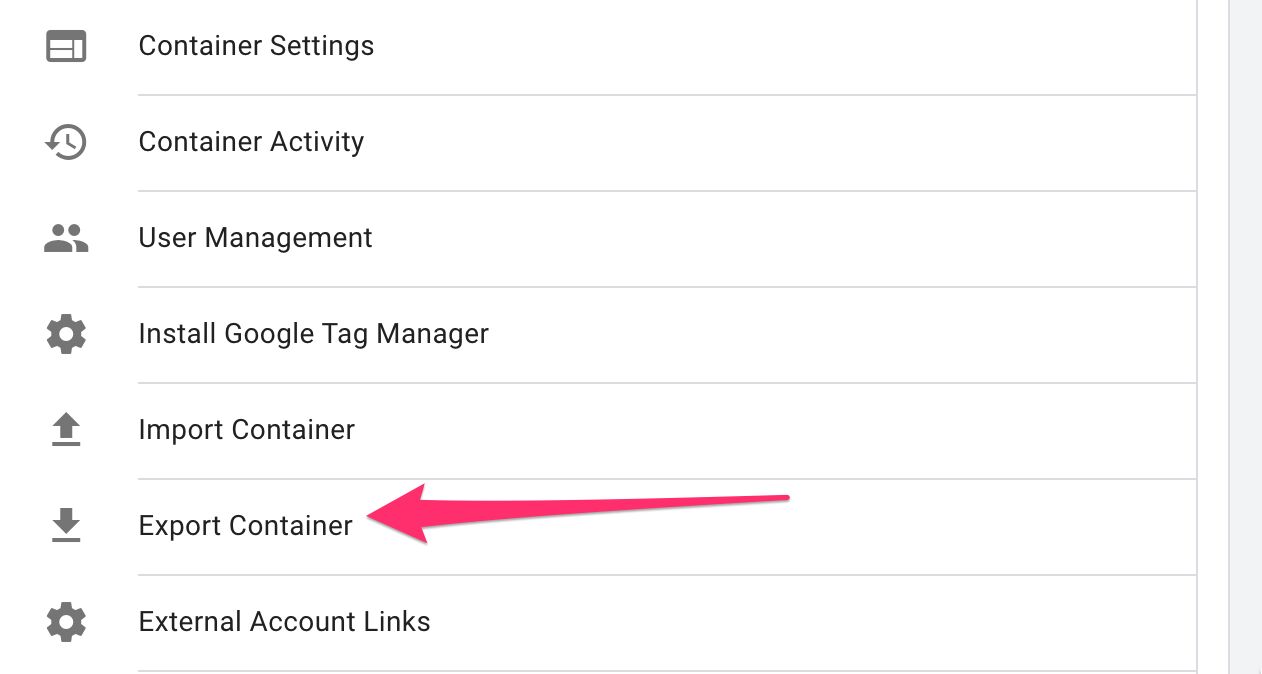 Container Settings
Container Activity
User Management
Install Google Tag Manager
Import Container
Export Container
External Account Links